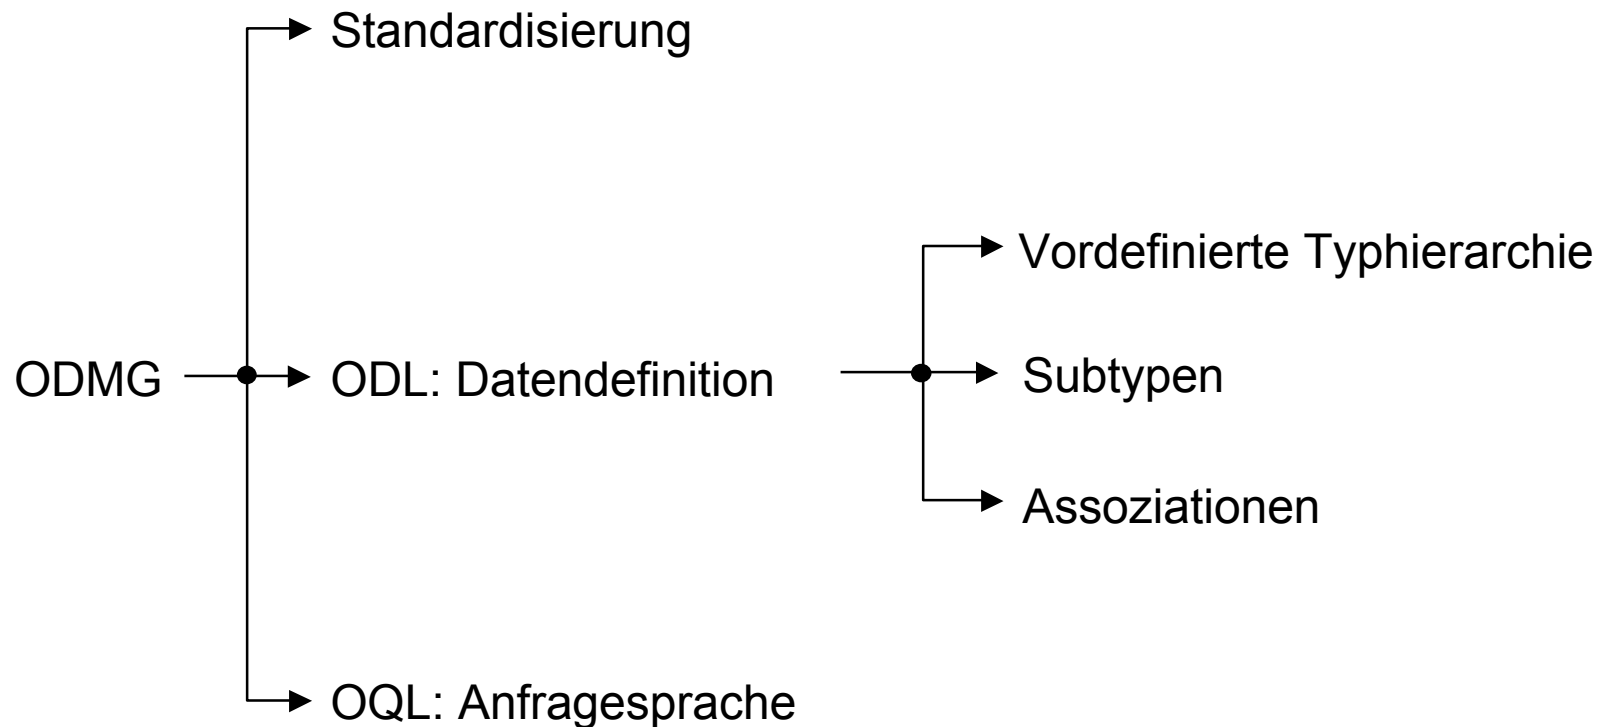 Standardisierung
Vordefinierte Typhierarchie
ODMG
ODL: Datendefinition
Subtypen
Assoziationen
OQL: Anfragesprache